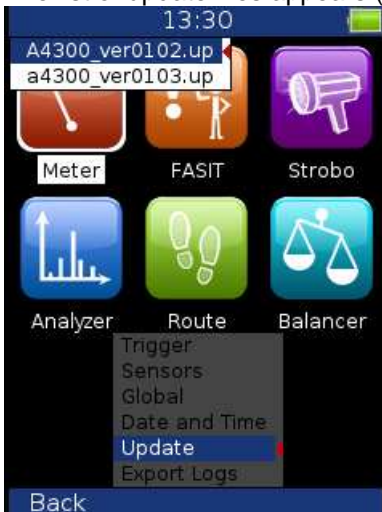 13:30
A4300_ver0102.up
a4300_ver0103.up
Meter
FASIT
Strobo
Analyzer
Route
Balancer
Trigger
Sensors
Global
Date and Time
Update
Export Logs
Back